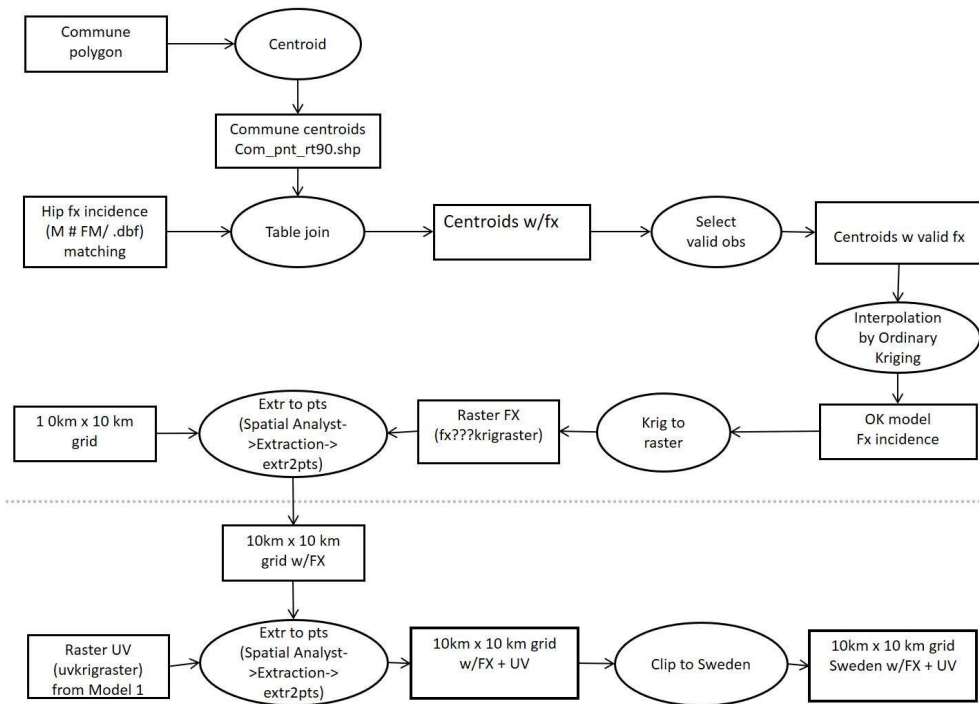 Commune
polygon
Centroid
Commune centroids
Com_pnt_rt90.shp
Hip fx incidence
(M # FM/ .dbf)
matching
Table join
Centroids w/fx
Select
valid obs
Centroids w valid fx
Interpolation
by Ordinary
Kriging
1 0km x 10 km
grid
Extr to pts
(Spatial Analyst-
>Extraction->
extr2pts)
Raster FX
(fx???krigraster)
Krig to
raster
OK model
Fx incidence
10km x 10 km
grid w/FX
Raster UV
(uvkrigraster)
from Model 1
Extr to pts
(Spatial Analyst-
>Extraction->
extr2pts)
10km x 10 km grid
w/FX + UV
Clip to Sweden
10km x 10 km grid
Sweden w/FX + UV